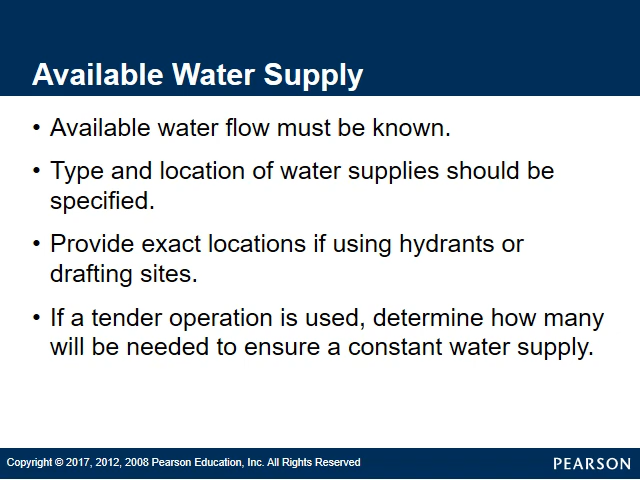 Available Water Supply
• Available water flow must be known.
• Type and location of water supplies should be
specified.
• Provide exact locations if using hydrants or
drafting sites.
• If a tender operation is used, determine how many
will be needed to ensure a constant water supply.
Copyright © 2017, 2012, 2008 Pearson Education, Inc. All Rights Reserved
PEARSON